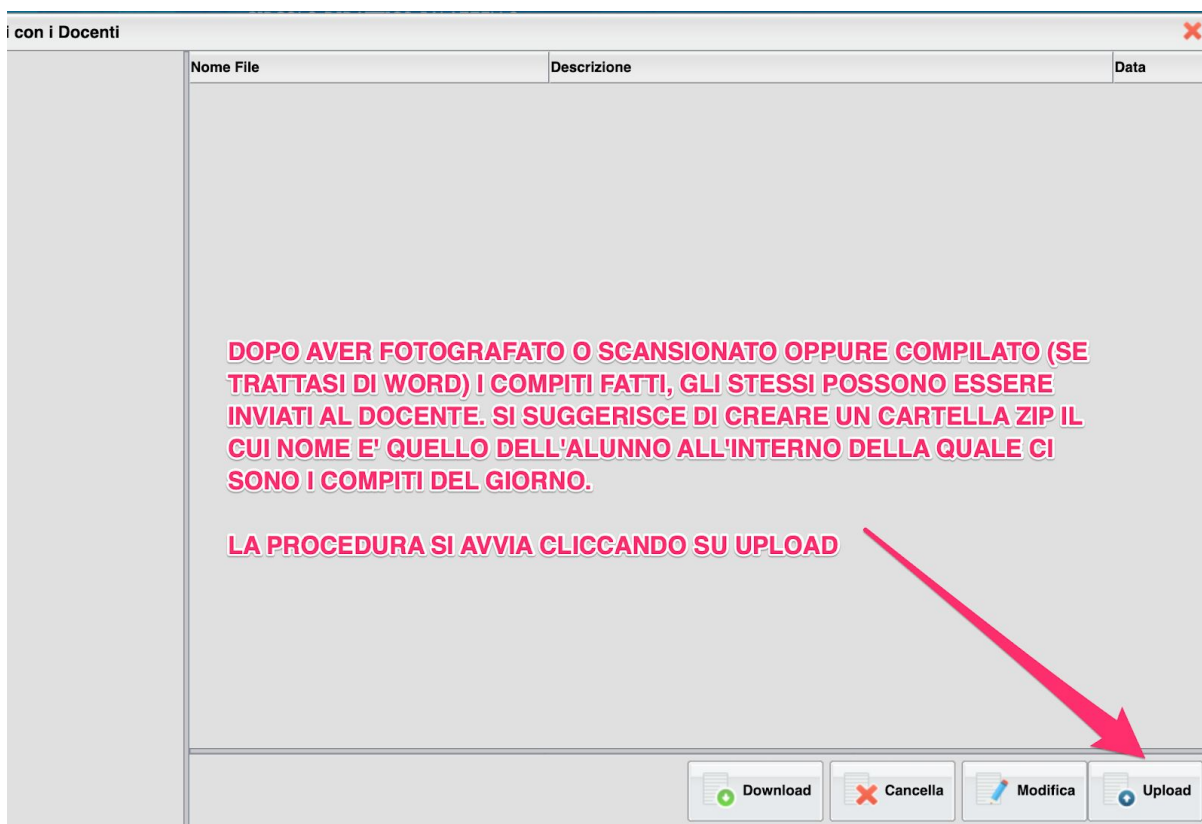 i con i Docenti
Nome File
Descrizione
Data
DOPO AVER FOTOGRAFATO O SCANSIONATO OPPURE COMPILATO (SE
TRATTASI DI WORD) I COMPITI FATTI, GLI STESSI POSSONO ESSERE
INVIATI AL DOCENTE. SI SUGGERISCE DI CREARE UN CARTELLA ZIP IL
CUI NOME E' QUELLO DELL'ALUNNO ALL'INTERNO DELLA QUALE CI
SONO I COMPITI DEL GIORNO.
LA PROCEDURA SI AVVIA CLICCANDO SU UPLOAD
Download
Cancella
Modifica
Upload